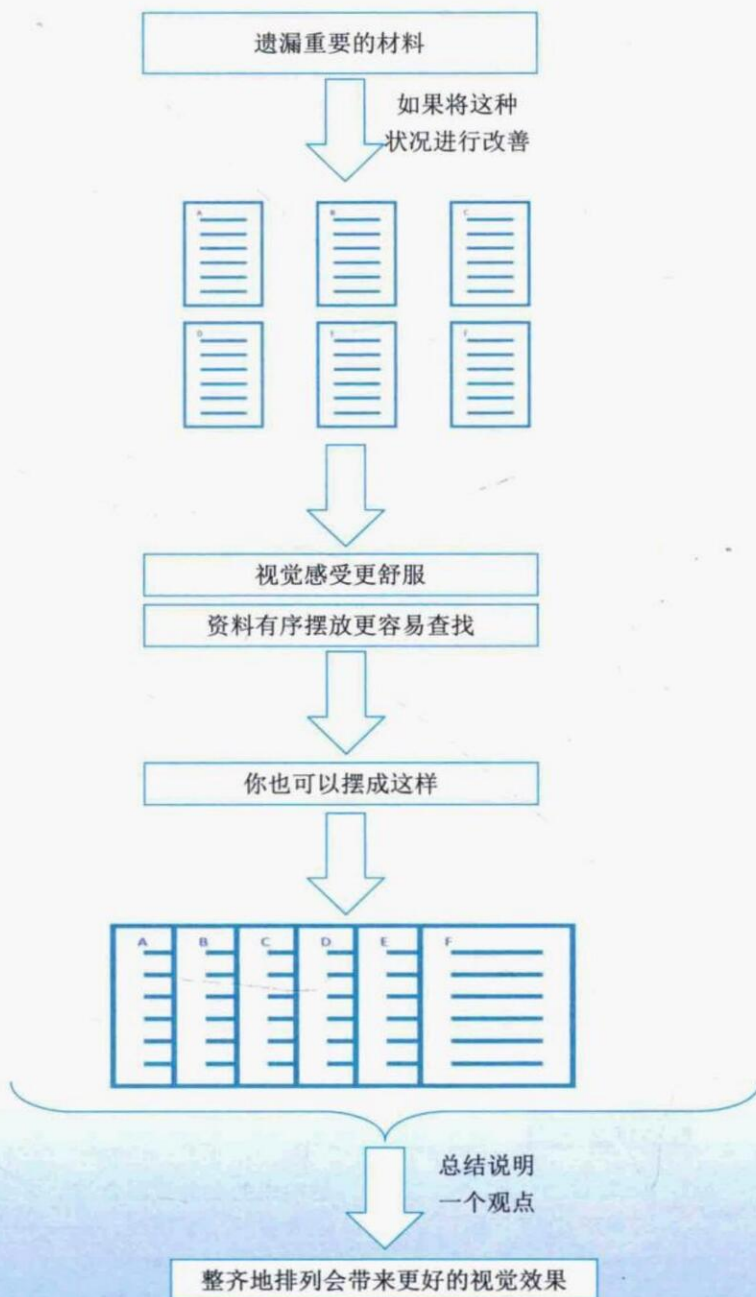 遗漏重要的材料
如果将这种
状况进行改善
A B C
D E F
视觉感受更舒服
资料有序摆放更容易查找
你也可以摆成这样
A B C D E F
总结说明
一个观点
整齐地排列会带来更好的视觉效果